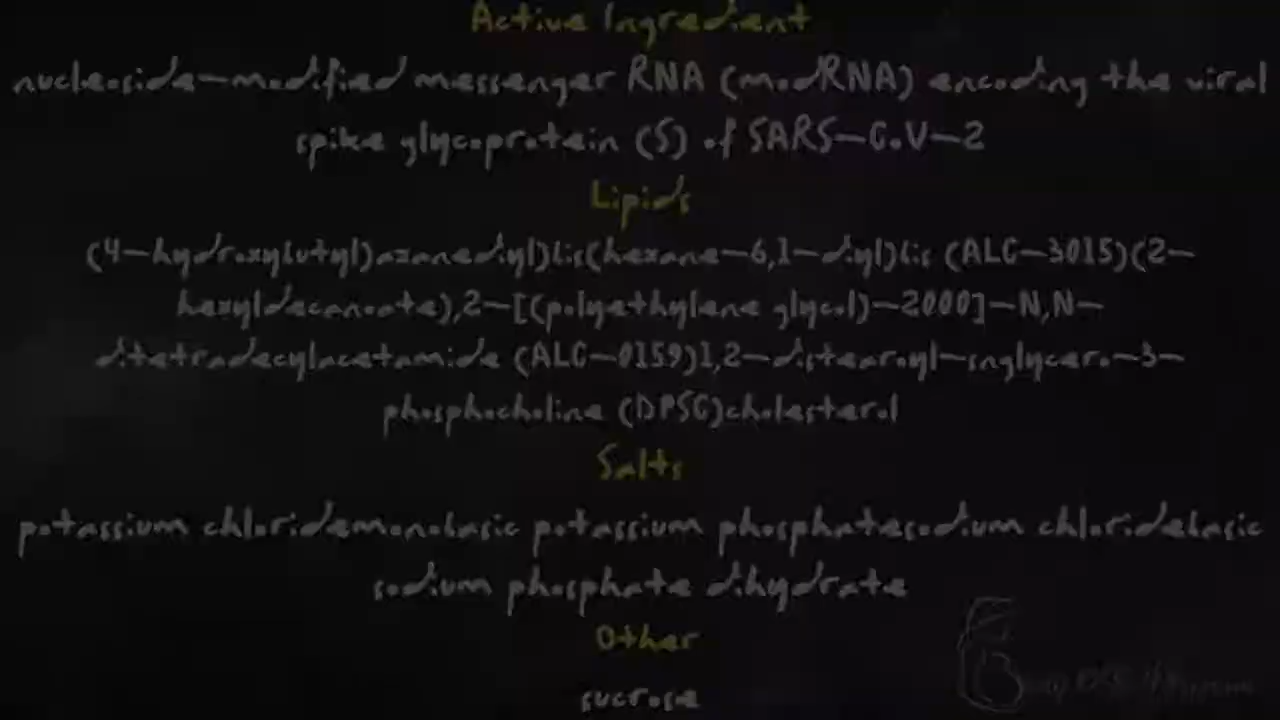 Active Ingredient
nucleoside-modified messenger RNA (modRNA) encoding the viral
spike glycoprotein (S) of SARS-CoV-2
Lipids
(4-hydroxybutyl)azanediyl)bis(hexane-6,1-diyl)bis (ALC-3015)(2-
hexyldecanoate),2-[(polyethylene glycol)-2000]-N,N-
ditetradecylacetamide (ALC-0159)1,2-distearoyl-snglycero-3-
phosphocholine (DPSC)cholesterol
Salts
potassium chloridemonobasic potassium phosphatesodium chloridebasic
sodium phosphate dihydrate
Other
sucrose